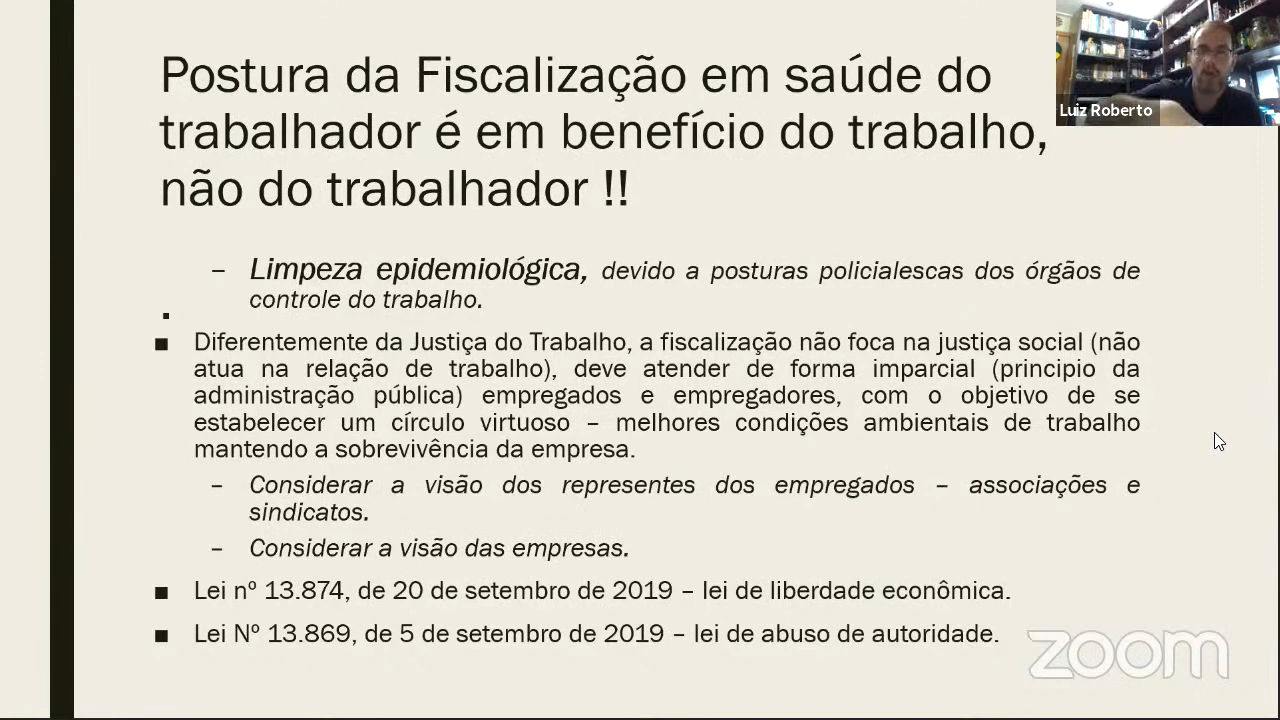 Postura da Fiscalização em saúde do
trabalhador é em benefício do trabalho,
não do trabalhador !!
Luiz Roberto
– Limpeza epidemiológica, devido a posturas policialescas dos órgãos de
controle do trabalho.
▪
■ Diferentemente da Justiça do Trabalho, a fiscalização não foca na justiça social (não
atua na relação de trabalho), deve atender de forma imparcial (principio da
administração pública) empregados e empregadores, com o objetivo de se
estabelecer um círculo virtuoso – melhores condições ambientais de trabalho
mantendo a sobrevivência da empresa.
– Considerar a visão dos representes dos empregados – associações e
sindicatos.
– Considerar a visão das empresas.
■ Lei nº 13.874, de 20 de setembro de 2019 – lei de liberdade econômica.
■ Lei Nº 13.869, de 5 de setembro de 2019 – lei de abuso de autoridade.
zoom